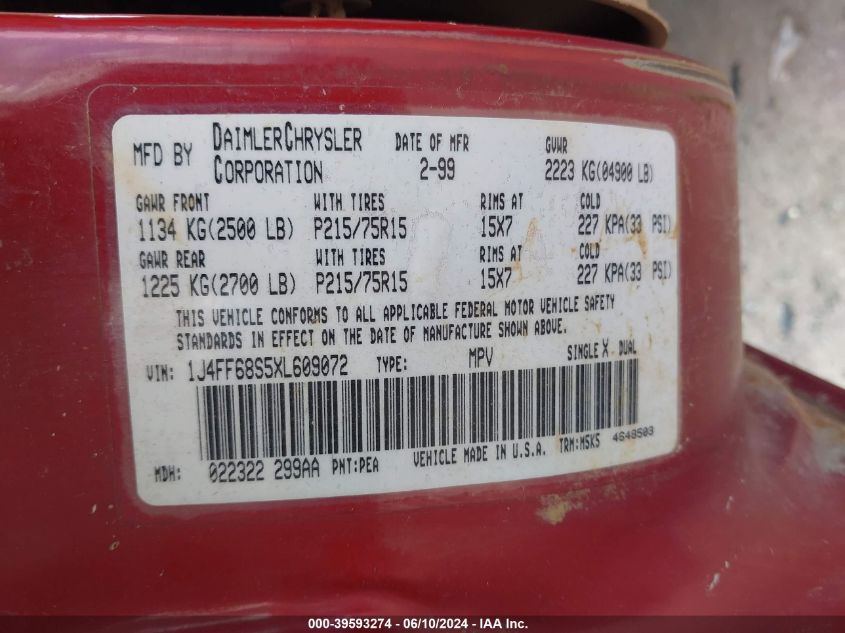 MFD BY DAIMLERCHRYSLER CORPORATION DATE OF MFR 2-99 GVWR 2223 KG(04900 LB)
GAWR FRONT WITH TIRES RIMS AT COLD
1134 KG(2500 LB) P215/75R15 15X7 227 KPA(33 PSI)
GAWR REAR WITH TIRES RIMS AT COLD
1225 KG(2700 LB) P215/75R15 15X7 227 KPA(33 PSI)
THIS VEHICLE CONFORMS TO ALL APPLICABLE FEDERAL MOTOR VEHICLE SAFETY
STANDARDS IN EFFECT ON THE DATE OF MANUFACTURE SHOWN ABOVE.
VIN: 1J4FF68S5XL609072 TYPE: MPV SINGLE X DUAL
MDH: 022322 299AA PNT:PEA VEHICLE MADE IN U.S.A. TRM:MSK5 4648503
000-39593274 - 06/10/2024 - IAA Inc.